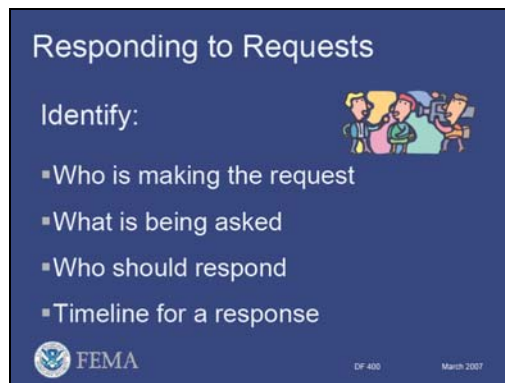 Responding to Requests
Identify:
▪Who is making the request
▪What is being asked
▪Who should respond
▪Timeline for a response
FEMA
DF 400
March 2007